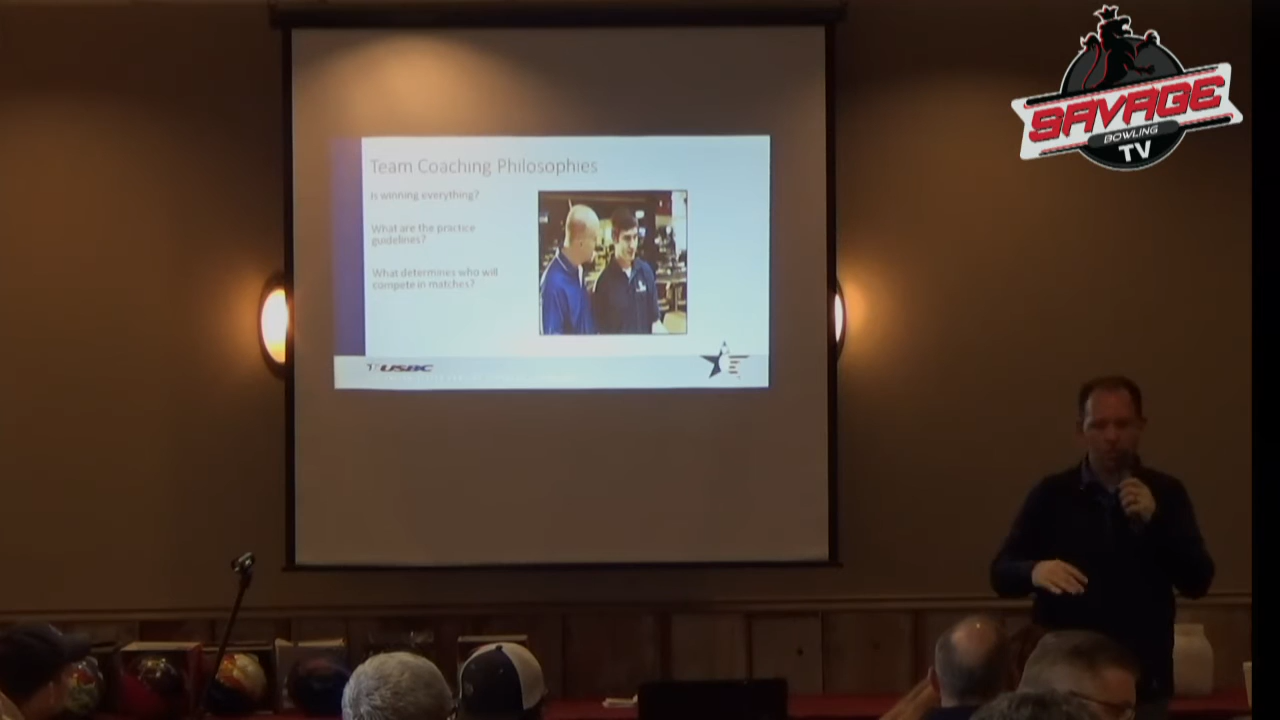 SAVAGE
BOWLING
TV
Team Coaching Philosophies
Is winning everything?
What are the practice
guidelines?
What determines who will
compete in matches?
USBC